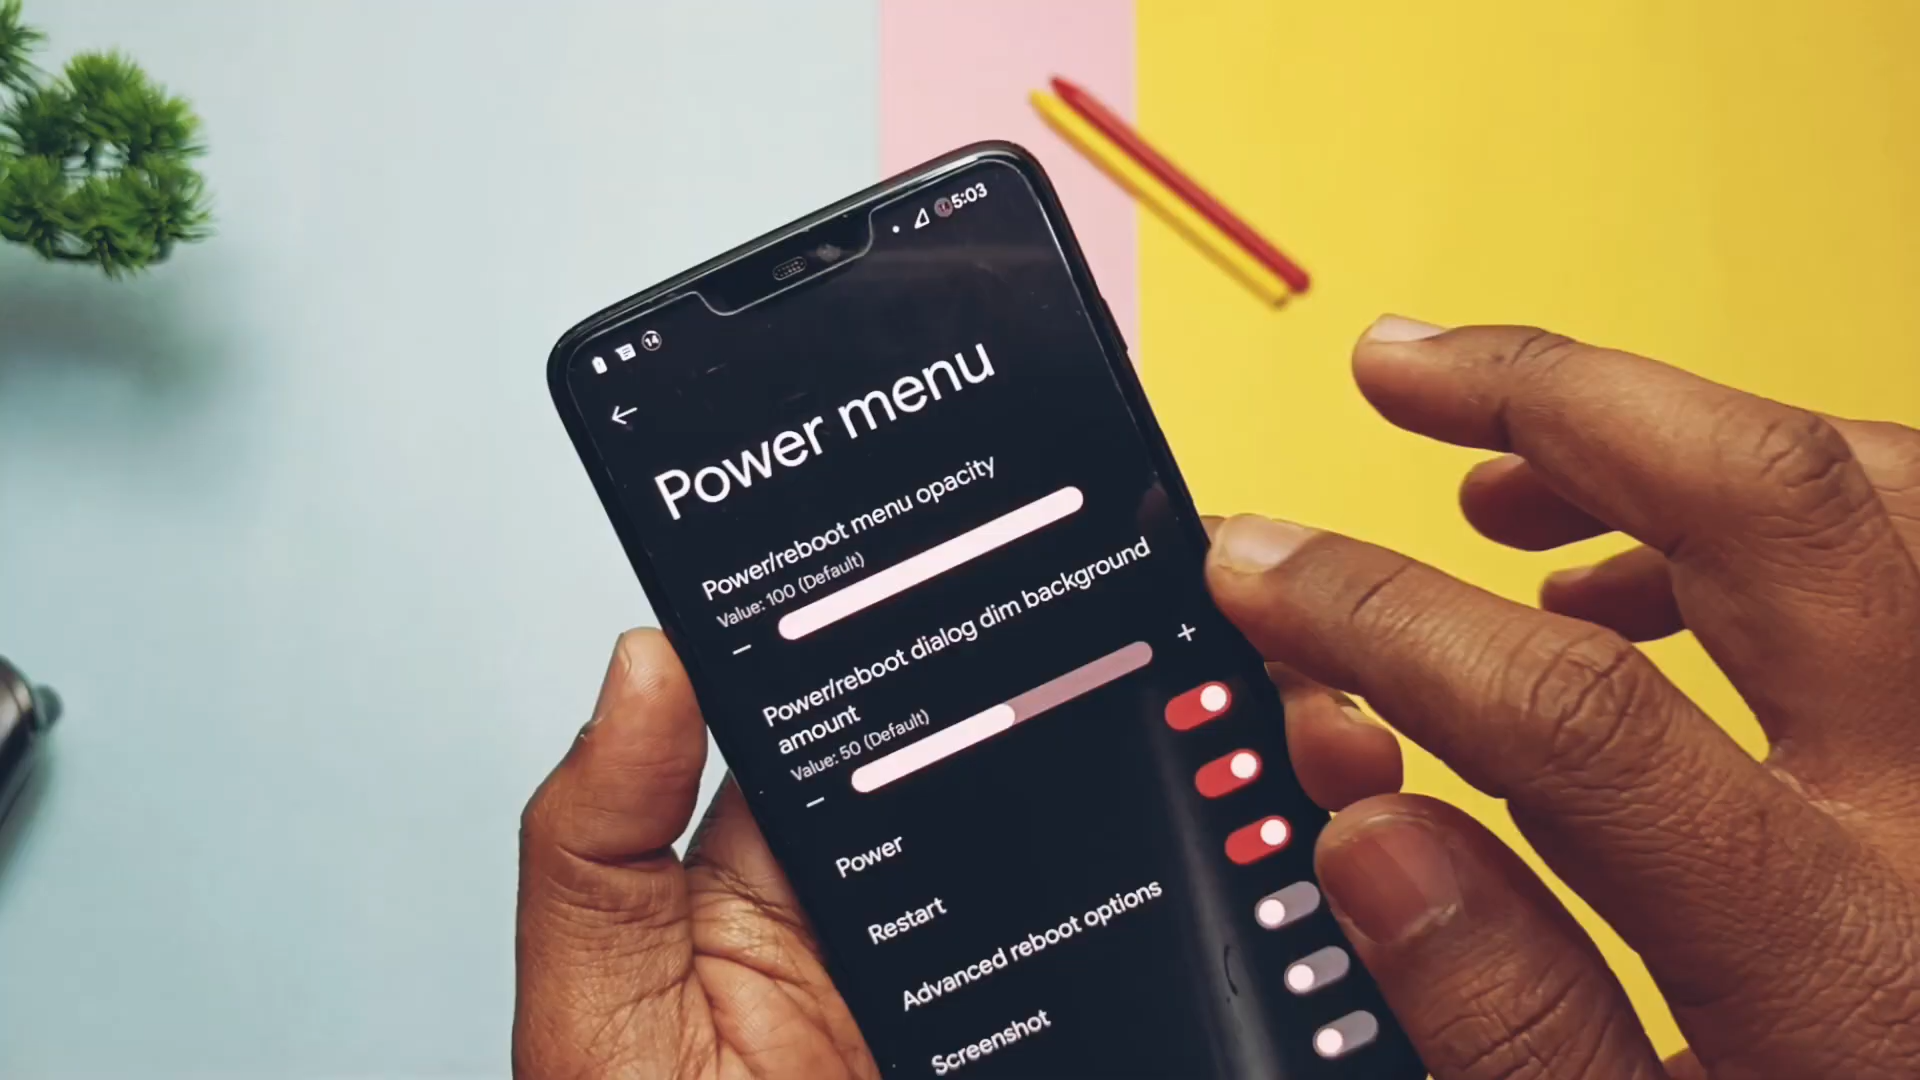 5:03
14
Power menu
Power/reboot menu opacity
Value: 100 (Default)
Power/reboot dialog dim background
amount
Value: 50 (Default)
Power
Restart
Advanced reboot options
Screenshot